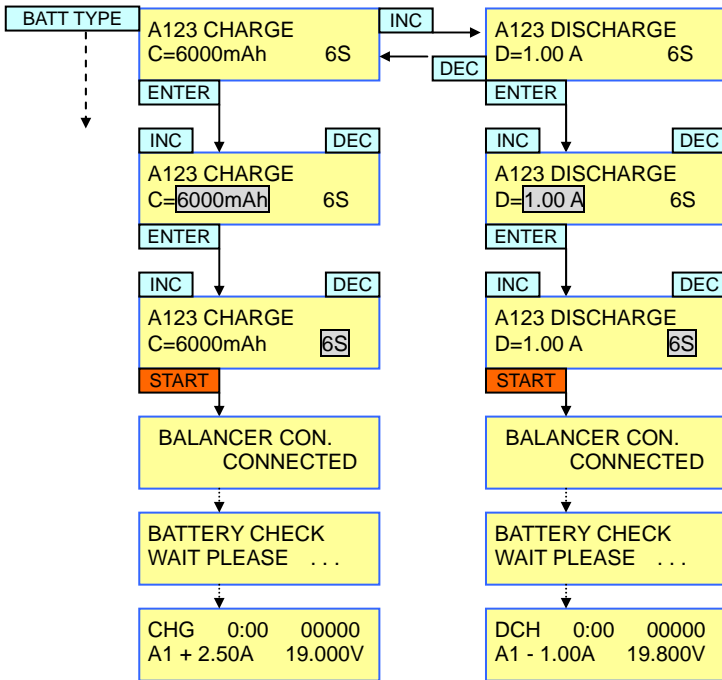 BATT TYPE
A123 CHARGE
C=6000mAh 6S
INC
DEC
A123 DISCHARGE
D=1.00 A 6S
ENTER
ENTER
INC DEC
A123 CHARGE
C=6000mAh 6S
INC DEC
A123 DISCHARGE
D=1.00 A 6S
ENTER
ENTER
INC DEC
A123 CHARGE
C=6000mAh 6S
INC DEC
A123 DISCHARGE
D=1.00 A 6S
START
START
BALANCER CON.
CONNECTED
BALANCER CON.
CONNECTED
BATTERY CHECK
WAIT PLEASE . . .
BATTERY CHECK
WAIT PLEASE . . .
CHG 0:00 00000
A1 + 2.50A 19.000V
DCH 0:00 00000
A1 - 1.00A 19.800V